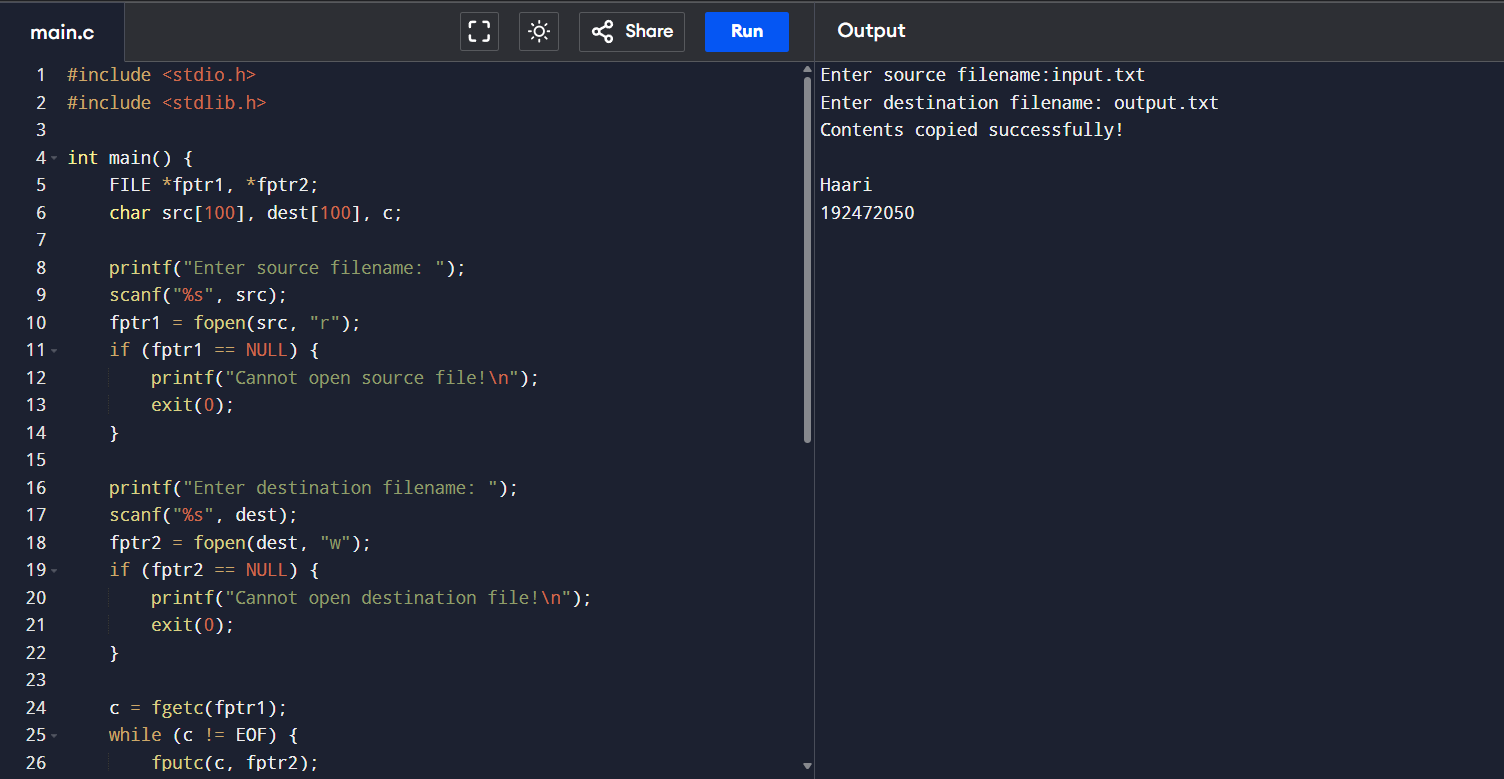 main.c
Share
Run
Output
1 #include <stdio.h>
2 #include <stdlib.h>
3
4 int main() {
5     FILE *fptr1, *fptr2;
6     char src[100], dest[100], c;
7
8     printf("Enter source filename: ");
9     scanf("%s", src);
10     fptr1 = fopen(src, "r");
11     if (fptr1 == NULL) {
12         printf("Cannot open source file!\n");
13         exit(0);
14     }
15
16     printf("Enter destination filename: ");
17     scanf("%s", dest);
18     fptr2 = fopen(dest, "w");
19     if (fptr2 == NULL) {
20         printf("Cannot open destination file!\n");
21         exit(0);
22     }
23
24     c = fgetc(fptr1);
25     while (c != EOF) {
26         fputc(c, fptr2);
Enter source filename:input.txt
Enter destination filename: output.txt
Contents copied successfully!
Haari
192472050